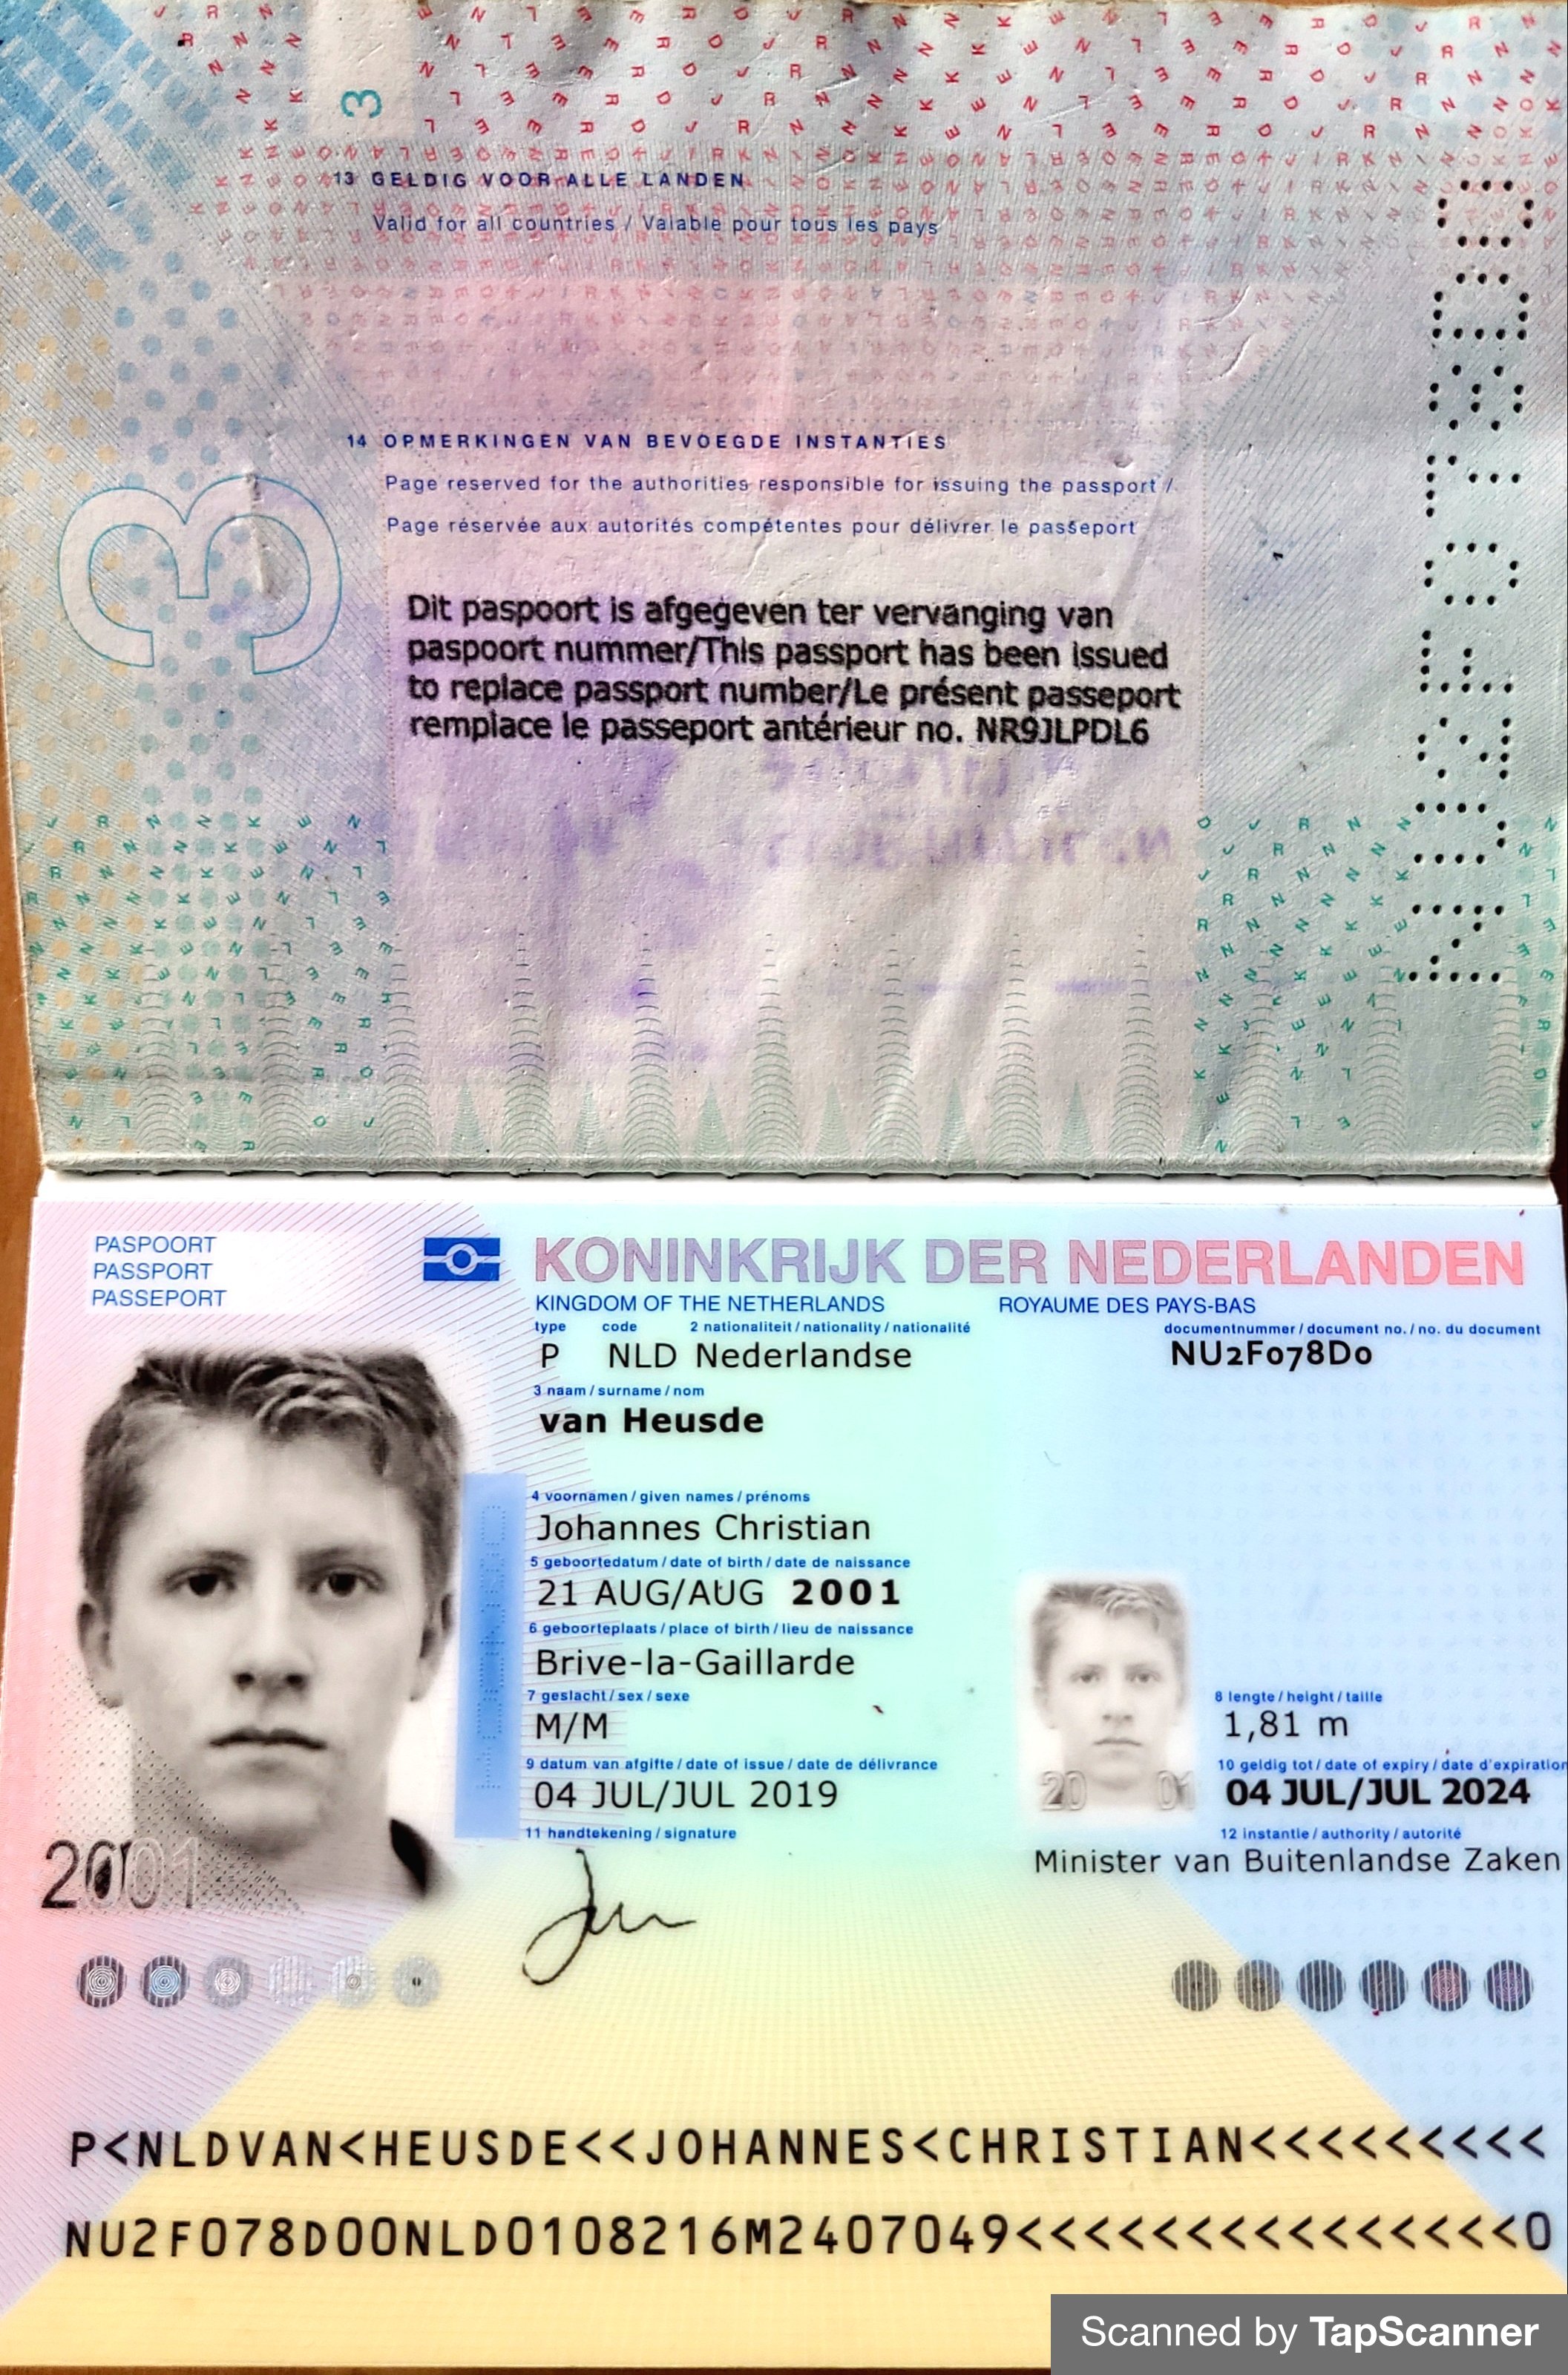 3
13 GELDIG VOOR ALLE LANDEN
Valid for all countries / Valable pour tous les pays
14 OPMERKINGEN VAN BEVOEGDE INSTANTIES
Page reserved for the authorities responsible for issuing the passport /
Page réservée aux autorités compétentes pour délivrer le passeport
3
Dit paspoort is afgegeven ter vervanging van
paspoort nummer/This passport has been issued
to replace passport number/Le présent passeport
remplace le passeport antérieur no. NR9JLPDL6
PASPOORT
PASSPORT
PASSEPORT
KONINKRIJK DER NEDERLANDEN
KINGDOM OF THE NETHERLANDS ROYAUME DES PAYS-BAS
type code 2 nationaliteit / nationality / nationalité documentnummer / document no. / no. du document
P NLD Nederlandse NU2F078D0
3 naam / surname / nom
van Heusde
4 voornamen / given names / prénoms
Johannes Christian
5 geboortedatum / date of birth / date de naissance
21 AUG/AUG 2001
6 geboorteplaats / place of birth / lieu de naissance
Brive-la-Gaillarde
7 geslacht / sex / sexe 8 lengte / height / taille
M/M 1,81 m
9 datum van afgifte / date of issue / date de délivrance 10 geldig tot / date of expiry / date d'expiration
04 JUL/JUL 2019 04 JUL/JUL 2024
11 handtekening / signature 12 instantie / authority / autorité
Minister van Buitenlandse Zaken
2001
20 01
P<NLDVAN<HEUSDE<<JOHANNES<CHRISTIAN<<<<<<<<<
NU2F078D00NLD0108216M2407049<<<<<<<<<<<<<<<0
Scanned by TapScanner